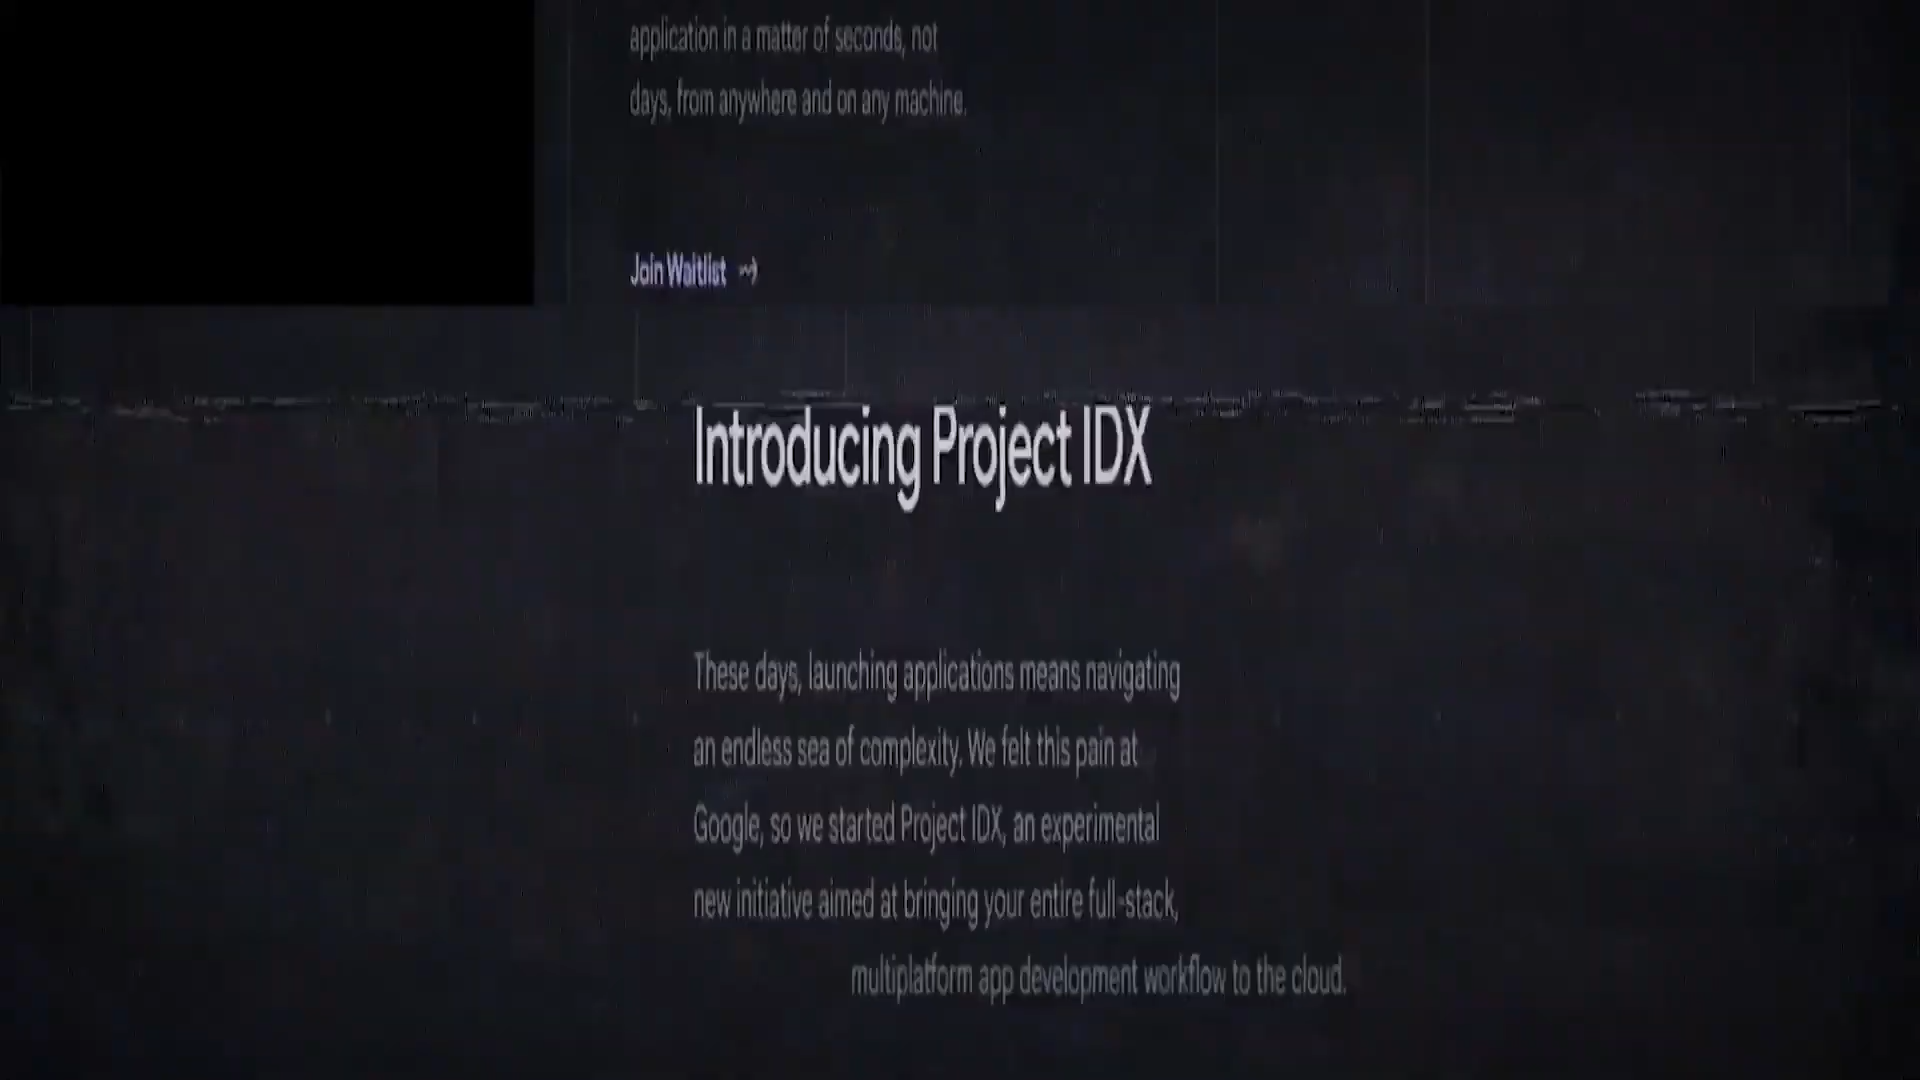 application in a matter of seconds, not
days, from anywhere and on any machine.
Join Waitlist
Introducing Project IDX
These days, launching applications means navigating
an endless sea of complexity. We felt this pain at
Google, so we started Project IDX, an experimental
new initiative aimed at bringing your entire full-stack,
multiplatform app development workflow to the cloud.